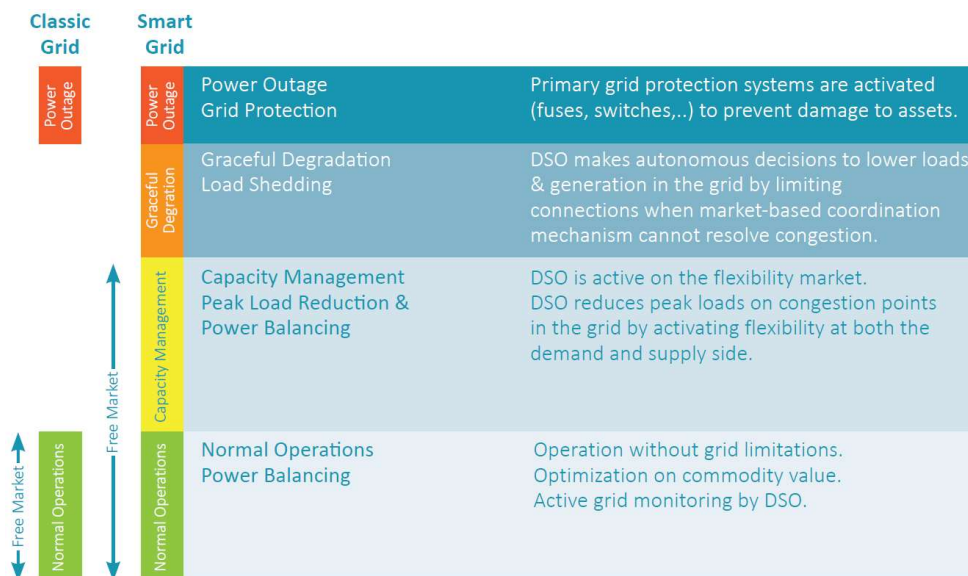 Classic
Grid
Smart
Grid
Power
Outage
Power
Outage
Power Outage
Grid Protection
Primary grid protection systems are activated
(fuses, switches,..) to prevent damage to assets.
Graceful
Degration
Graceful Degradation
Load Shedding
DSO makes autonomous decisions to lower loads
& generation in the grid by limiting
connections when market-based coordination
mechanism cannot resolve congestion.
Free Market
Capacity Management
Capacity Management
Peak Load Reduction &
Power Balancing
DSO is active on the flexibility market.
DSO reduces peak loads on congestion points
in the grid by activating flexibility at both the
demand and supply side.
Free Market
Normal Operations
Normal Operations
Normal Operations
Power Balancing
Operation without grid limitations.
Optimization on commodity value.
Active grid monitoring by DSO.